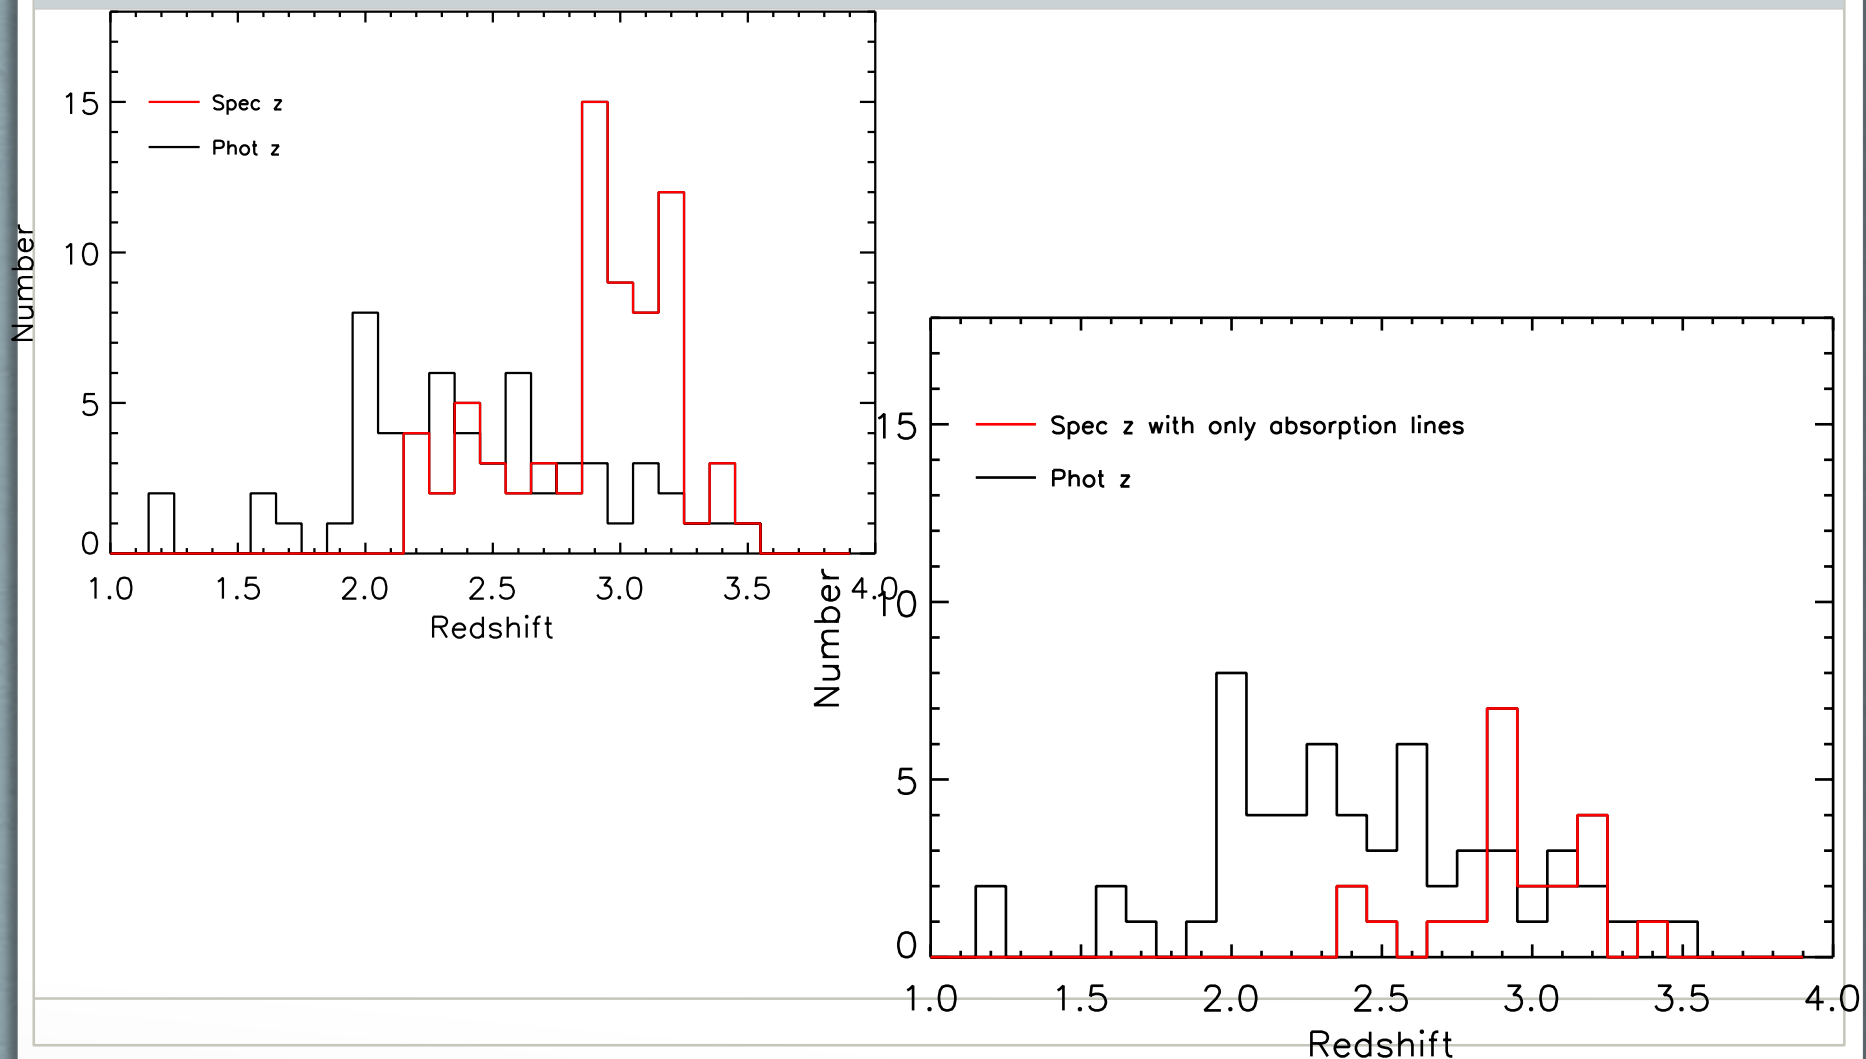 15
10
5
0
Number
Spec z
Phot z
1.0 1.5 2.0 2.5 3.0 3.5 4.0
Redshift
15
10
5
0
Number
Spec z with only absorption lines
Phot z
1.0 1.5 2.0 2.5 3.0 3.5 4.0
Redshift